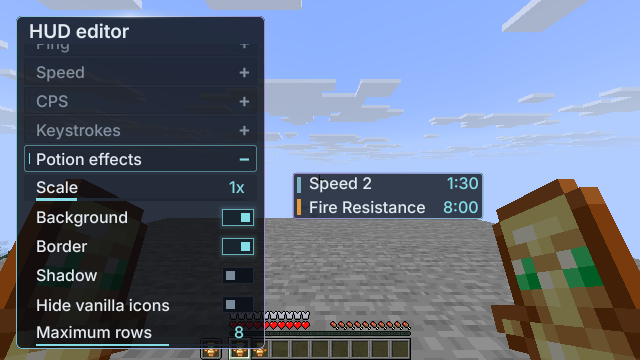 HUD editor
Ping +
Speed +
CPS +
Keystrokes +
Potion effects −
Scale 1x
Background
Border
Shadow
Hide vanilla icons
Maximum rows 8
Speed 2 1:30
Fire Resistance 8:00